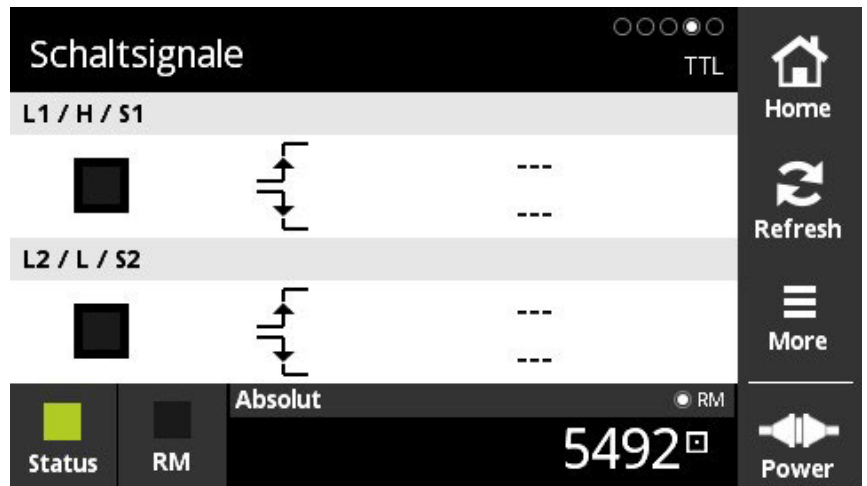 Schaltsignale
TTL
L1 / H / S1
---
---
L2 / L / S2
---
---
Status
RM
Absolut
RM
5492
Home
Refresh
More
Power